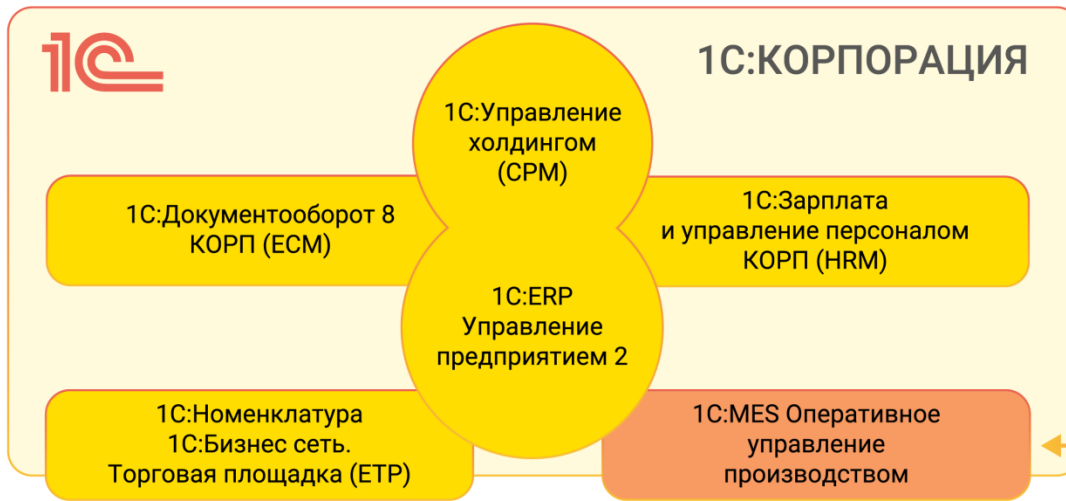 1С
1С:КОРПОРАЦИЯ
1С:Управление
холдингом
(CPM)
1С:Документооборот 8
КОРП (ECM)
1С:Зарплата
и управление персоналом
КОРП (HRM)
1С:ERP
Управление
предприятием 2
1С:Номенклатура
1С:Бизнес сеть.
Торговая площадка (ETP)
1С:MES Оперативное
управление
производством